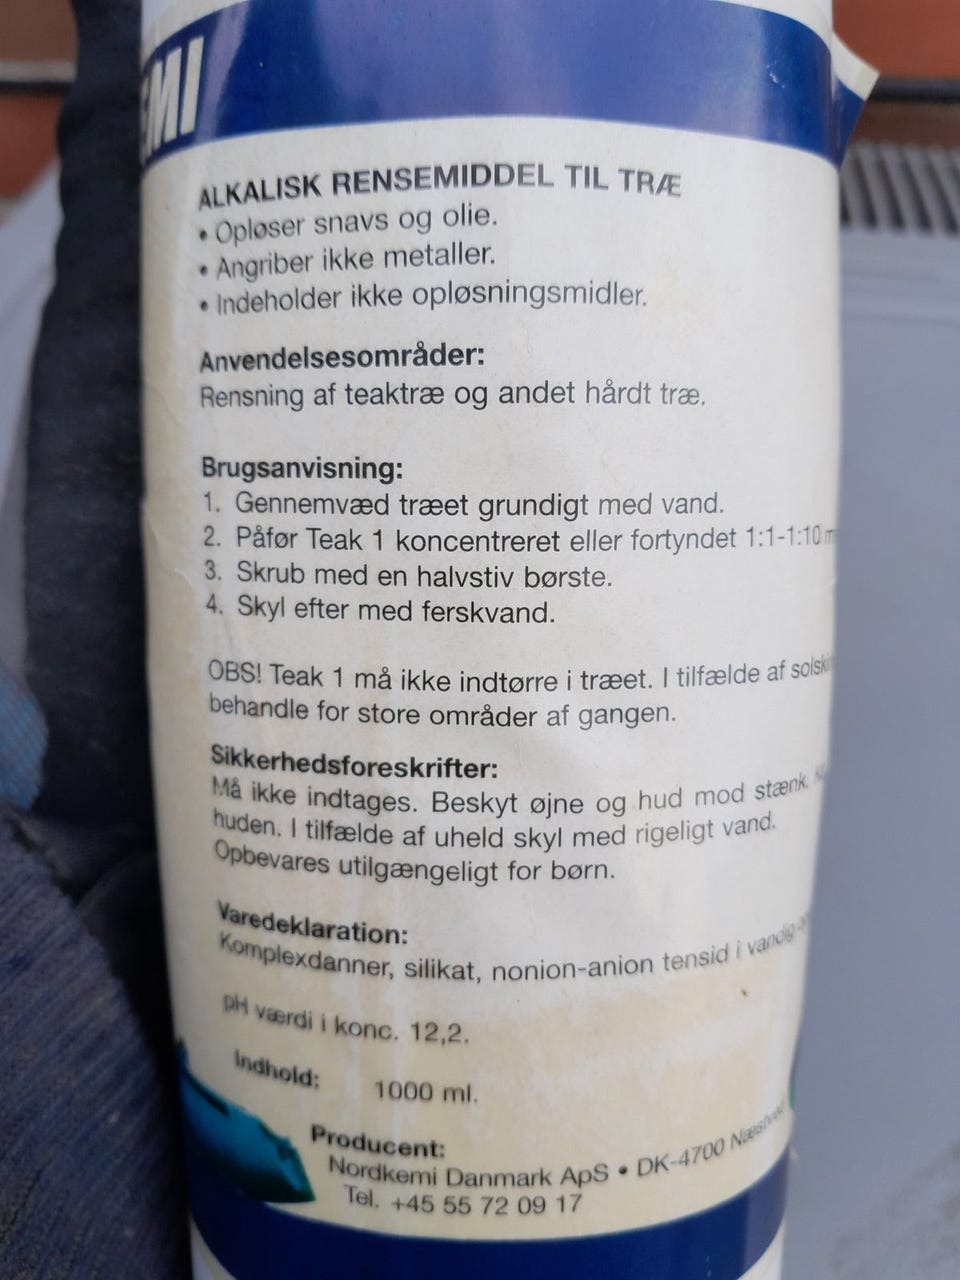 ALKALISK RENSEMIDDEL TIL TRÆ
• Opløser snavs og olie.
• Angriber ikke metaller.
• Indeholder ikke opløsningsmidler.
Anvendelsesområder:
Rensning af teaktræ og andet hårdt træ.
Brugsanvisning:
1. Gennemvæd træet grundigt med vand.
2. Påfør Teak 1 koncentreret eller fortyndet 1:1-1:10
3. Skrub med en halvstiv børste.
4. Skyl efter med ferskvand.
OBS! Teak 1 må ikke indtørre i træet. I tilfælde af
behandle for store områder af gangen.
Sikkerhedsforeskrifter:
Må ikke indtages. Beskyt øjne og hud mod stænk.
huden. I tilfælde af uheld skyl med rigeligt vand.
Opbevares utilgængeligt for børn.
Varedeklaration:
Komplexdanner, silikat, nonion-anion tensid i
pH værdi i konc. 12,2.
Indhold: 1000 ml.
Producent:
Nordkemi Danmark ApS • DK-4700
Tel. +45 55 72 09 17